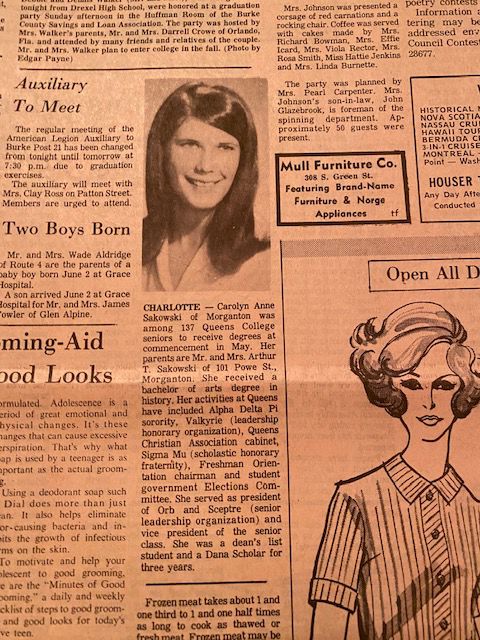 tion from Drexel High School, were honored at a graduation
party Sunday afternoon in the Huffman Room of the Burke
County Savings and Loan Association. The party was hosted by
Mrs. Walker's parents, Mr. and Mrs. Darrell Crowe of Orlando,
Fla. and attended by many friends and relatives of the couple.
Mr. and Mrs. Walker plan to enter college in the fall. (Photo by
Edgar Payne)
Auxiliary
To Meet
The regular meeting of the
American Legion Auxiliary to
Burke Post 21 has been changed
from tonight until tomorrow at
7:30 p.m. due to graduation
exercises.
The auxiliary will meet with
Mrs. Clay Ross on Patton Street.
Members are urged to attend.
Two Boys Born
Mr. and Mrs. Wade Aldridge
of Route 4 are the parents of a
baby boy born June 2 at Grace
Hospital.
A son arrived June 2 at Grace
Hospital for Mr. and Mrs. James
Fowler of Glen Alpine.
ming-Aid
ood Looks
ormulated. Adolescence is a
eriod of great emotional and
hysical changes. It's these
hanges that can cause excessive
erspiration. That's why what
ap is used by a teenager is as
portant as the actual groom-
g.
Using a deodorant soap such
Dial does more than just
an. It also helps eliminate
or-causing bacteria and in-
its the growth of infectious
ms on the skin.
To motivate and help your
lescent to good grooming,
e are the "Minutes of Good
oming," a daily and weekly
cklist of steps to good groom-
and good looks for today's
ve teen.
CHARLOTTE — Carolyn Anne
Sakowski of Morganton was
among 137 Queens College
seniors to receive degrees at
commencement in May. Her
parents are Mr. and Mrs. Arthur
T. Sakowski of 101 Powe St.,
Morganton. She received a
bachelor of arts degree in
history. Her activities at Queens
have included Alpha Delta Pi
sorority, Valkyrie (leadership
honorary organization), Queens
Christian Association cabinet,
Sigma Mu (scholastic honorary
fraternity), Freshman Orien-
tation chairman and student
government Elections Com-
mittee. She served as president
of Orb and Sceptre (senior
leadership organization) and
vice president of the senior
class. She was a dean's list
student and a Dana Scholar for
three years.
Frozen meat takes about 1 and
one third to 1 and one half times
as long to cook as thawed or
fresh meat. Frozen meat may be
Mrs. Johnson was presented a
corsage of red carnations and a
rocking chair. Coffee was served
with cakes made by Mrs.
Richard Bowman, Mrs. Effie
Icard, Mrs. Viola Rector, Mrs.
Rosa Smith, Miss Hattie Jenkins
and Mrs. Linda Burnette.
The party was planned by
Mrs. Pearl Carpenter. Mrs.
Johnson's son-in-law, John
Glazebrook, is foreman of the
spinning department. Ap-
proximately 50 guests were
present.
Mull Furniture Co.
308 S. Green St.
Featuring Brand-Name
Furniture & Norge
Appliances tf
poetry contests
Information a
tering may be
addressed env
Council Contes
28677.
HISTORICAL
NOVA SCOTIA
NASSAU CRU
HAWAII TOUR
BERMUDA C
3-IN-1 CRUISE
MONTREAL -
Point — Wash
HOUSER T
Any Day Afte
Conducted
Open All D